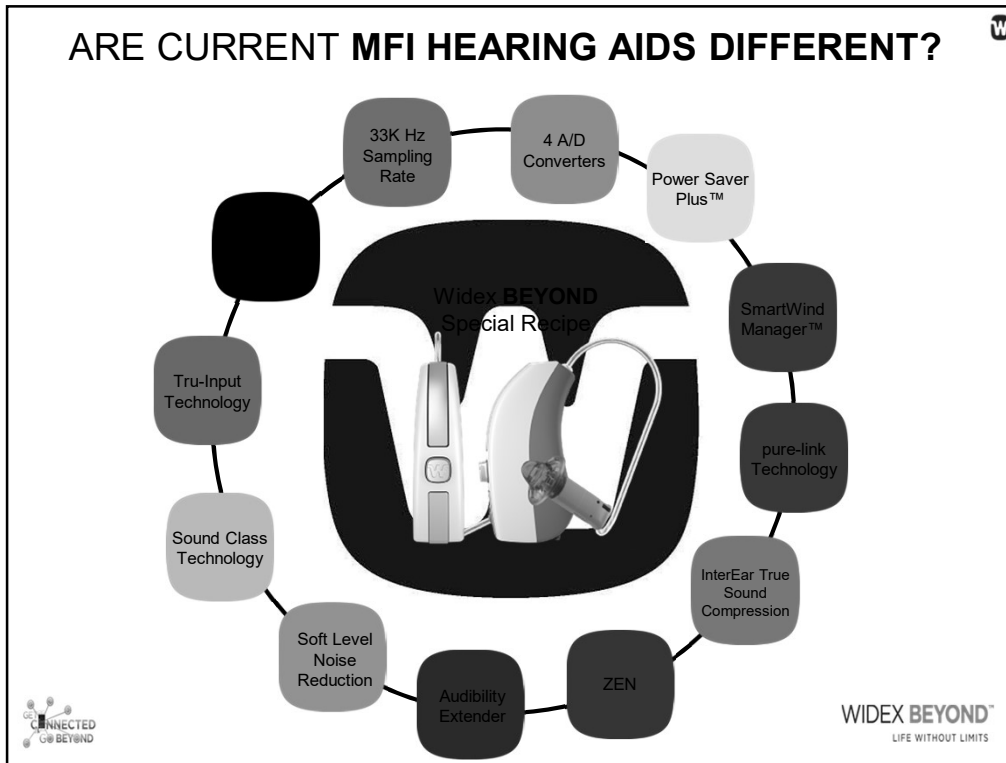 ARE CURRENT MFI HEARING AIDS DIFFERENT?
33K Hz
Sampling
Rate
4 A/D
Converters
Power Saver
Plus™
SmartWind
Manager™
pure-link
Technology
InterEar True
Sound
Compression
ZEN
Audibility
Extender
Soft Level
Noise
Reduction
Sound Class
Technology
Tru-Input
Technology
Widex BEYOND
Special Recipe
GET
CONNECTED
GO BEYOND
WIDEX BEYOND™
LIFE WITHOUT LIMITS